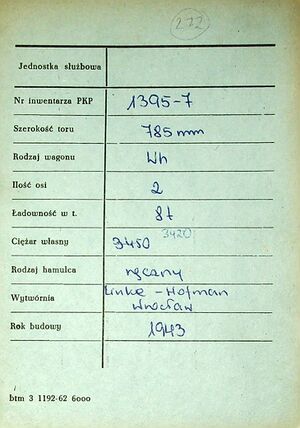 222
Jednostka służbowa
Nr inwentarza PKP 1395-7
Szerokość toru 785 mm
Rodzaj wagonu Wh
Ilość osi 2
Ładowność w t. 8t
Ciężar własny 3450 3420
Rodzaj hamulca ręczny
Wytwórnia Linke - Hofman
Wrocław
Rok budowy 1943
btm 3 1192-62 6000